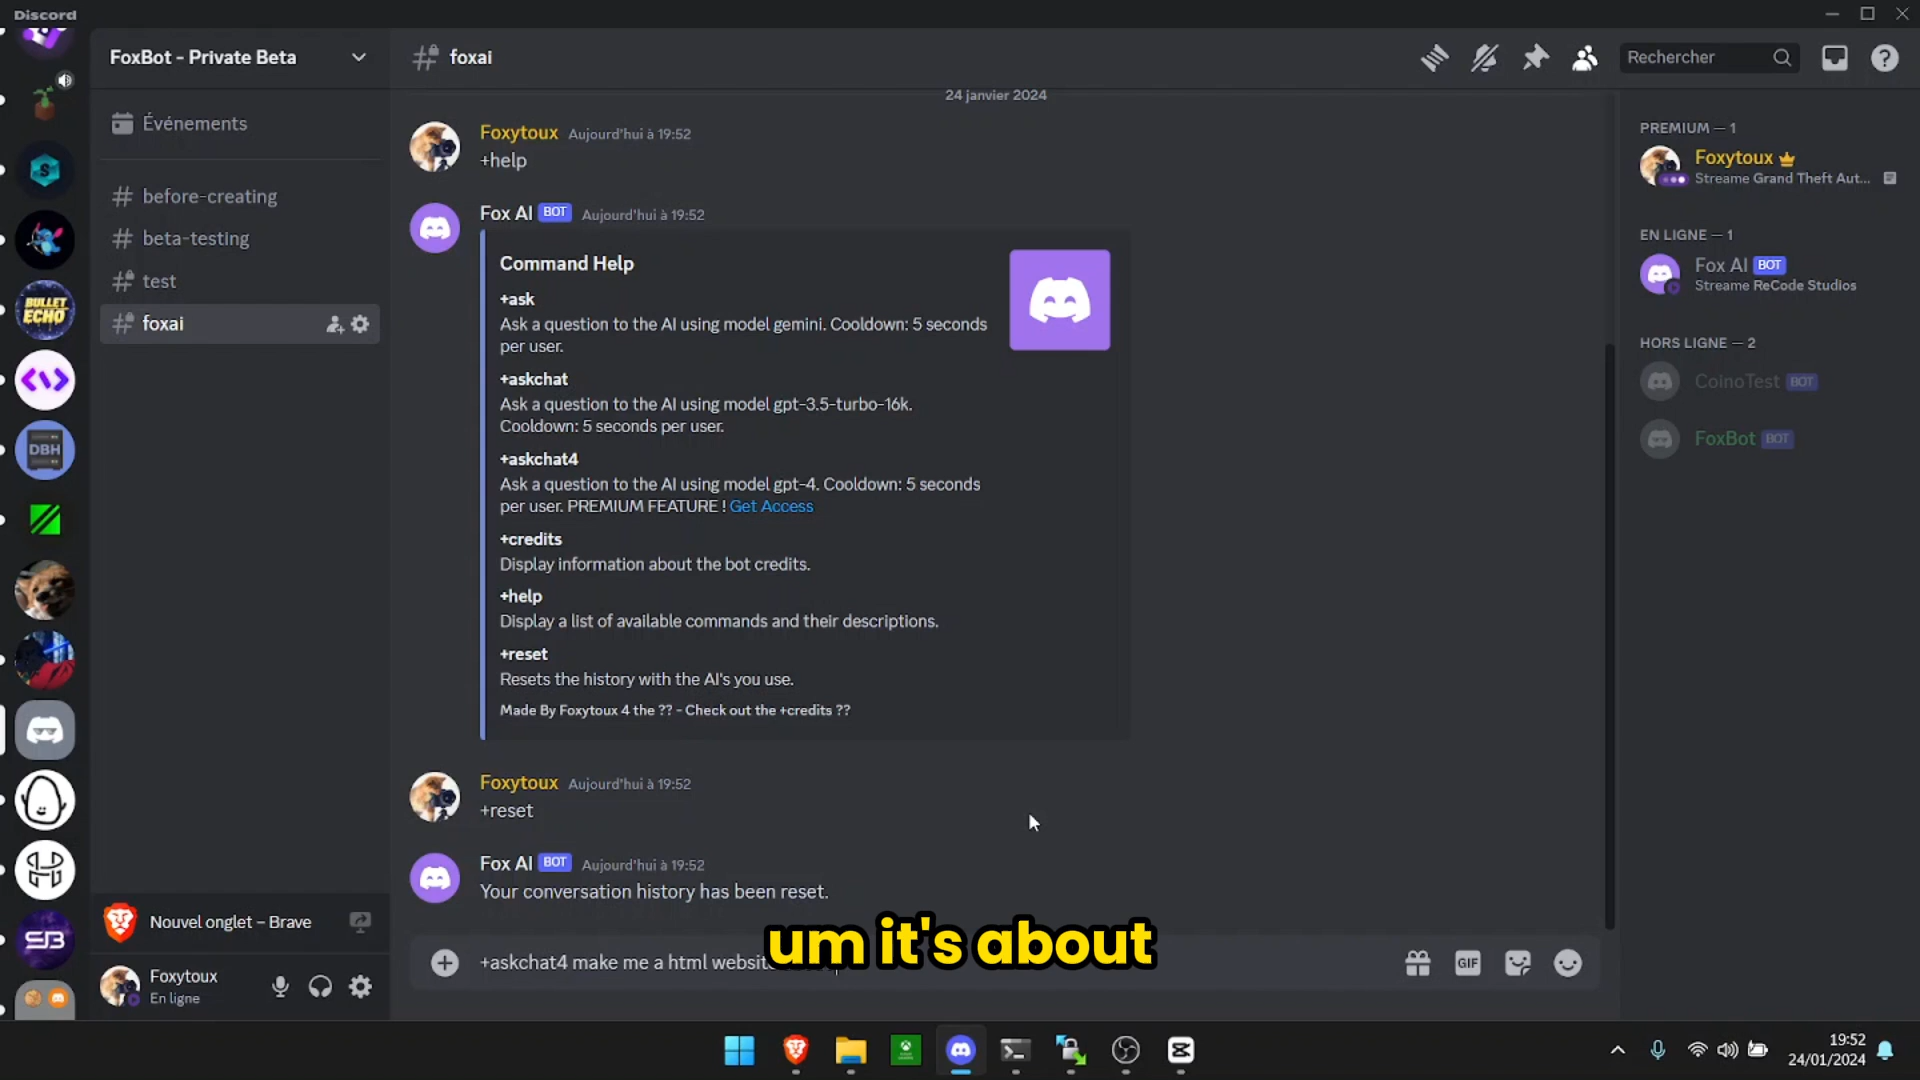 Discord
FoxBot - Private Beta
foxai
Rechercher
24 janvier 2024
Événements
before-creating
beta-testing
test
foxai
BULLET
ECHO
DBH
S
SB
Foxytoux Aujourd'hui à 19:52
+help
Fox AI BOT Aujourd'hui à 19:52
Command Help
+ask
Ask a question to the AI using model gemini. Cooldown: 5 seconds
per user.
+askchat
Ask a question to the AI using model gpt-3.5-turbo-16k.
Cooldown: 5 seconds per user.
+askchat4
Ask a question to the AI using model gpt-4. Cooldown: 5 seconds
per user. PREMIUM FEATURE ! Get Access
+credits
Display information about the bot credits.
+help
Display a list of available commands and their descriptions.
+reset
Resets the history with the AI's you use.
Made By Foxytoux 4 the ?? - Check out the +credits ??
Foxytoux Aujourd'hui à 19:52
+reset
Fox AI BOT Aujourd'hui à 19:52
Your conversation history has been reset.
um it's about
+askchat4 make me a html website
GIF
PREMIUM — 1
Foxytoux
Streame Grand Theft Aut...
EN LIGNE — 1
Fox AI BOT
Streame ReCode Studios
HORS LIGNE — 2
CoinoTest BOT
FoxBot BOT
Nouvel onglet – Brave
Foxytoux
En ligne
19:52
24/01/2024